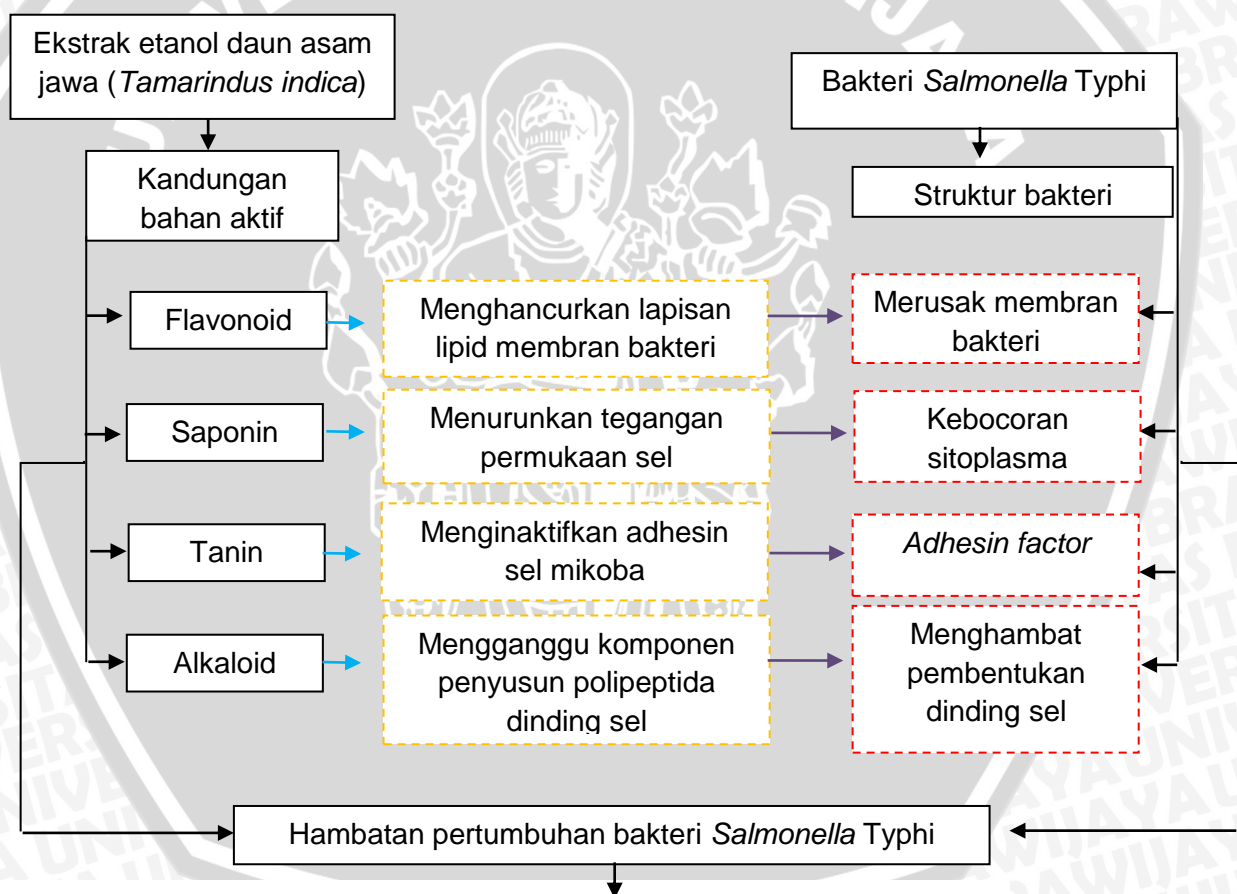 Ekstrak etanol daun asam
jawa (Tamarindus indica)
Bakteri Salmonella Typhi
Kandungan
bahan aktif
Struktur bakteri
Flavonoid
Menghancurkan lapisan
lipid membran bakteri
Merusak membran
bakteri
Saponin
Menurunkan tegangan
permukaan sel
Kebocoran
sitoplasma
Tanin
Menginaktifkan adhesin
sel mikoba
Adhesin factor
Alkaloid
Mengganggu komponen
penyusun polipeptida
dinding sel
Menghambat
pembentukan
dinding sel
Hambatan pertumbuhan bakteri Salmonella Typhi